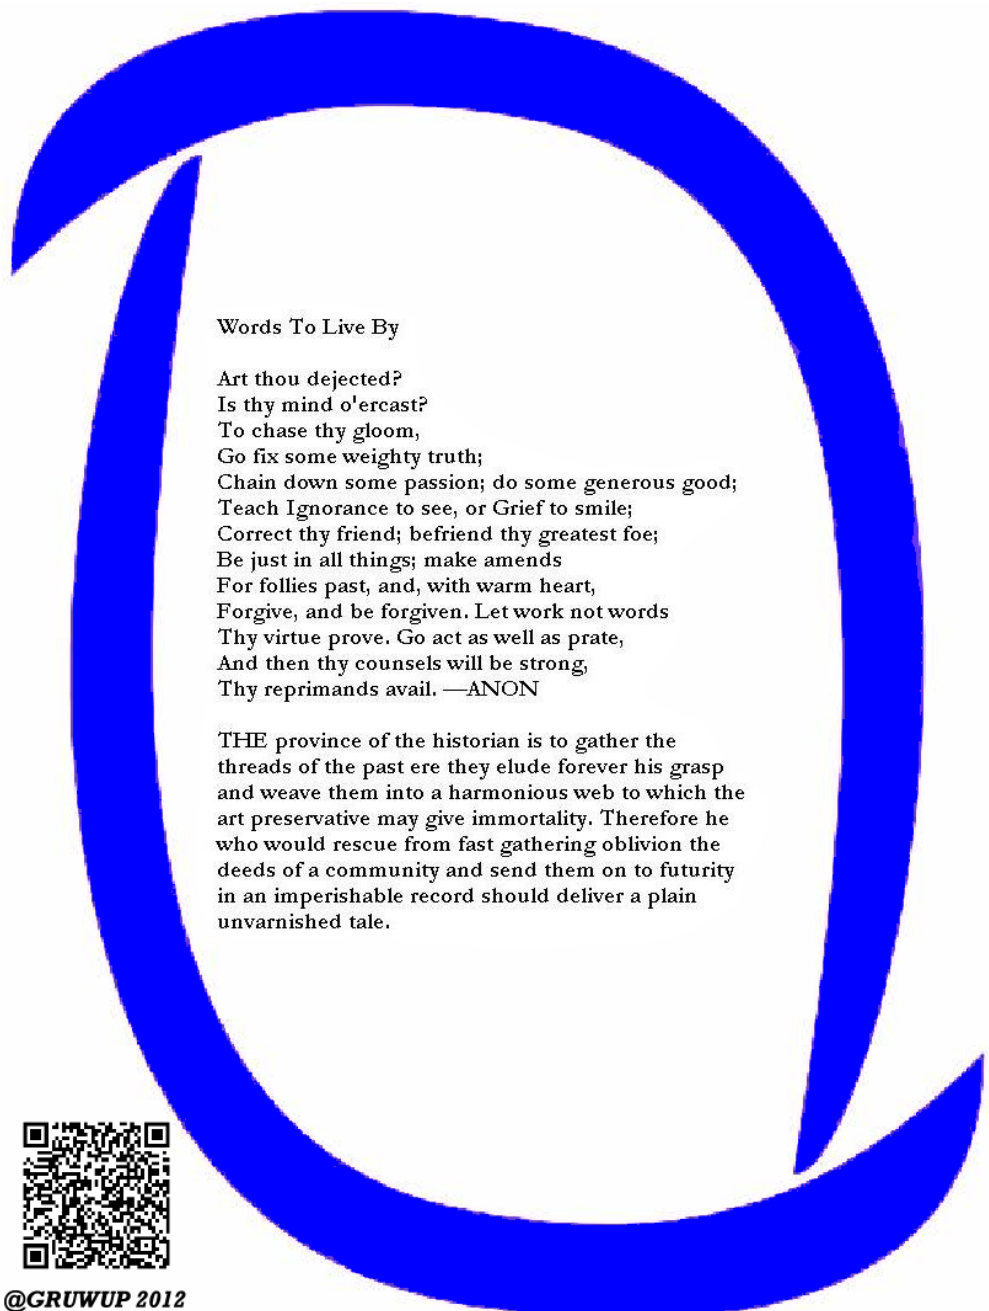 Words To Live By
Art thou dejected?
Is thy mind o'ercast?
To chase thy gloom,
Go fix some weighty truth;
Chain down some passion; do some generous good;
Teach Ignorance to see, or Grief to smile;
Correct thy friend; befriend thy greatest foe;
Be just in all things; make amends
For follies past, and, with warm heart,
Forgive, and be forgiven. Let work not words
Thy virtue prove. Go act as well as prate,
And then thy counsels will be strong,
Thy reprimands avail. —ANON
THE province of the historian is to gather the
threads of the past ere they elude forever his grasp
and weave them into a harmonious web to which the
art preservative may give immortality. Therefore he
who would rescue from fast gathering oblivion the
deeds of a community and send them on to futurity
in an imperishable record should deliver a plain
unvarnished tale.
@GRUWUP 2012